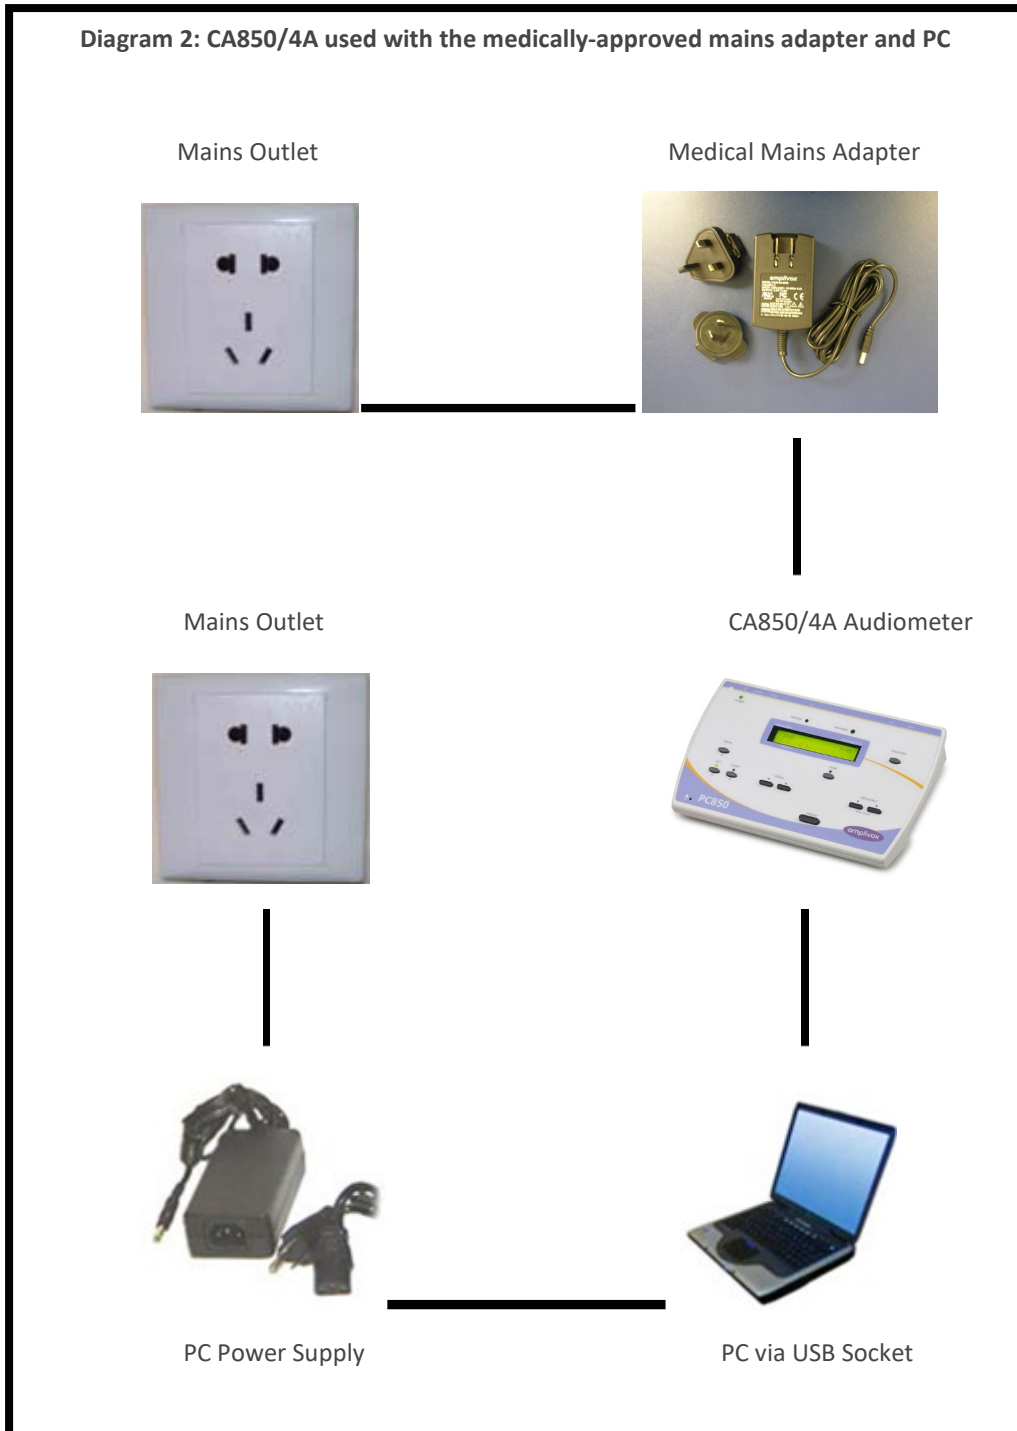 Diagram 2: CA850/4A used with the medically-approved mains adapter and PC
Mains Outlet
Medical Mains Adapter
amplivox
Mains Outlet
CA850/4A Audiometer
PC850
amplivox
PC Power Supply
PC via USB Socket